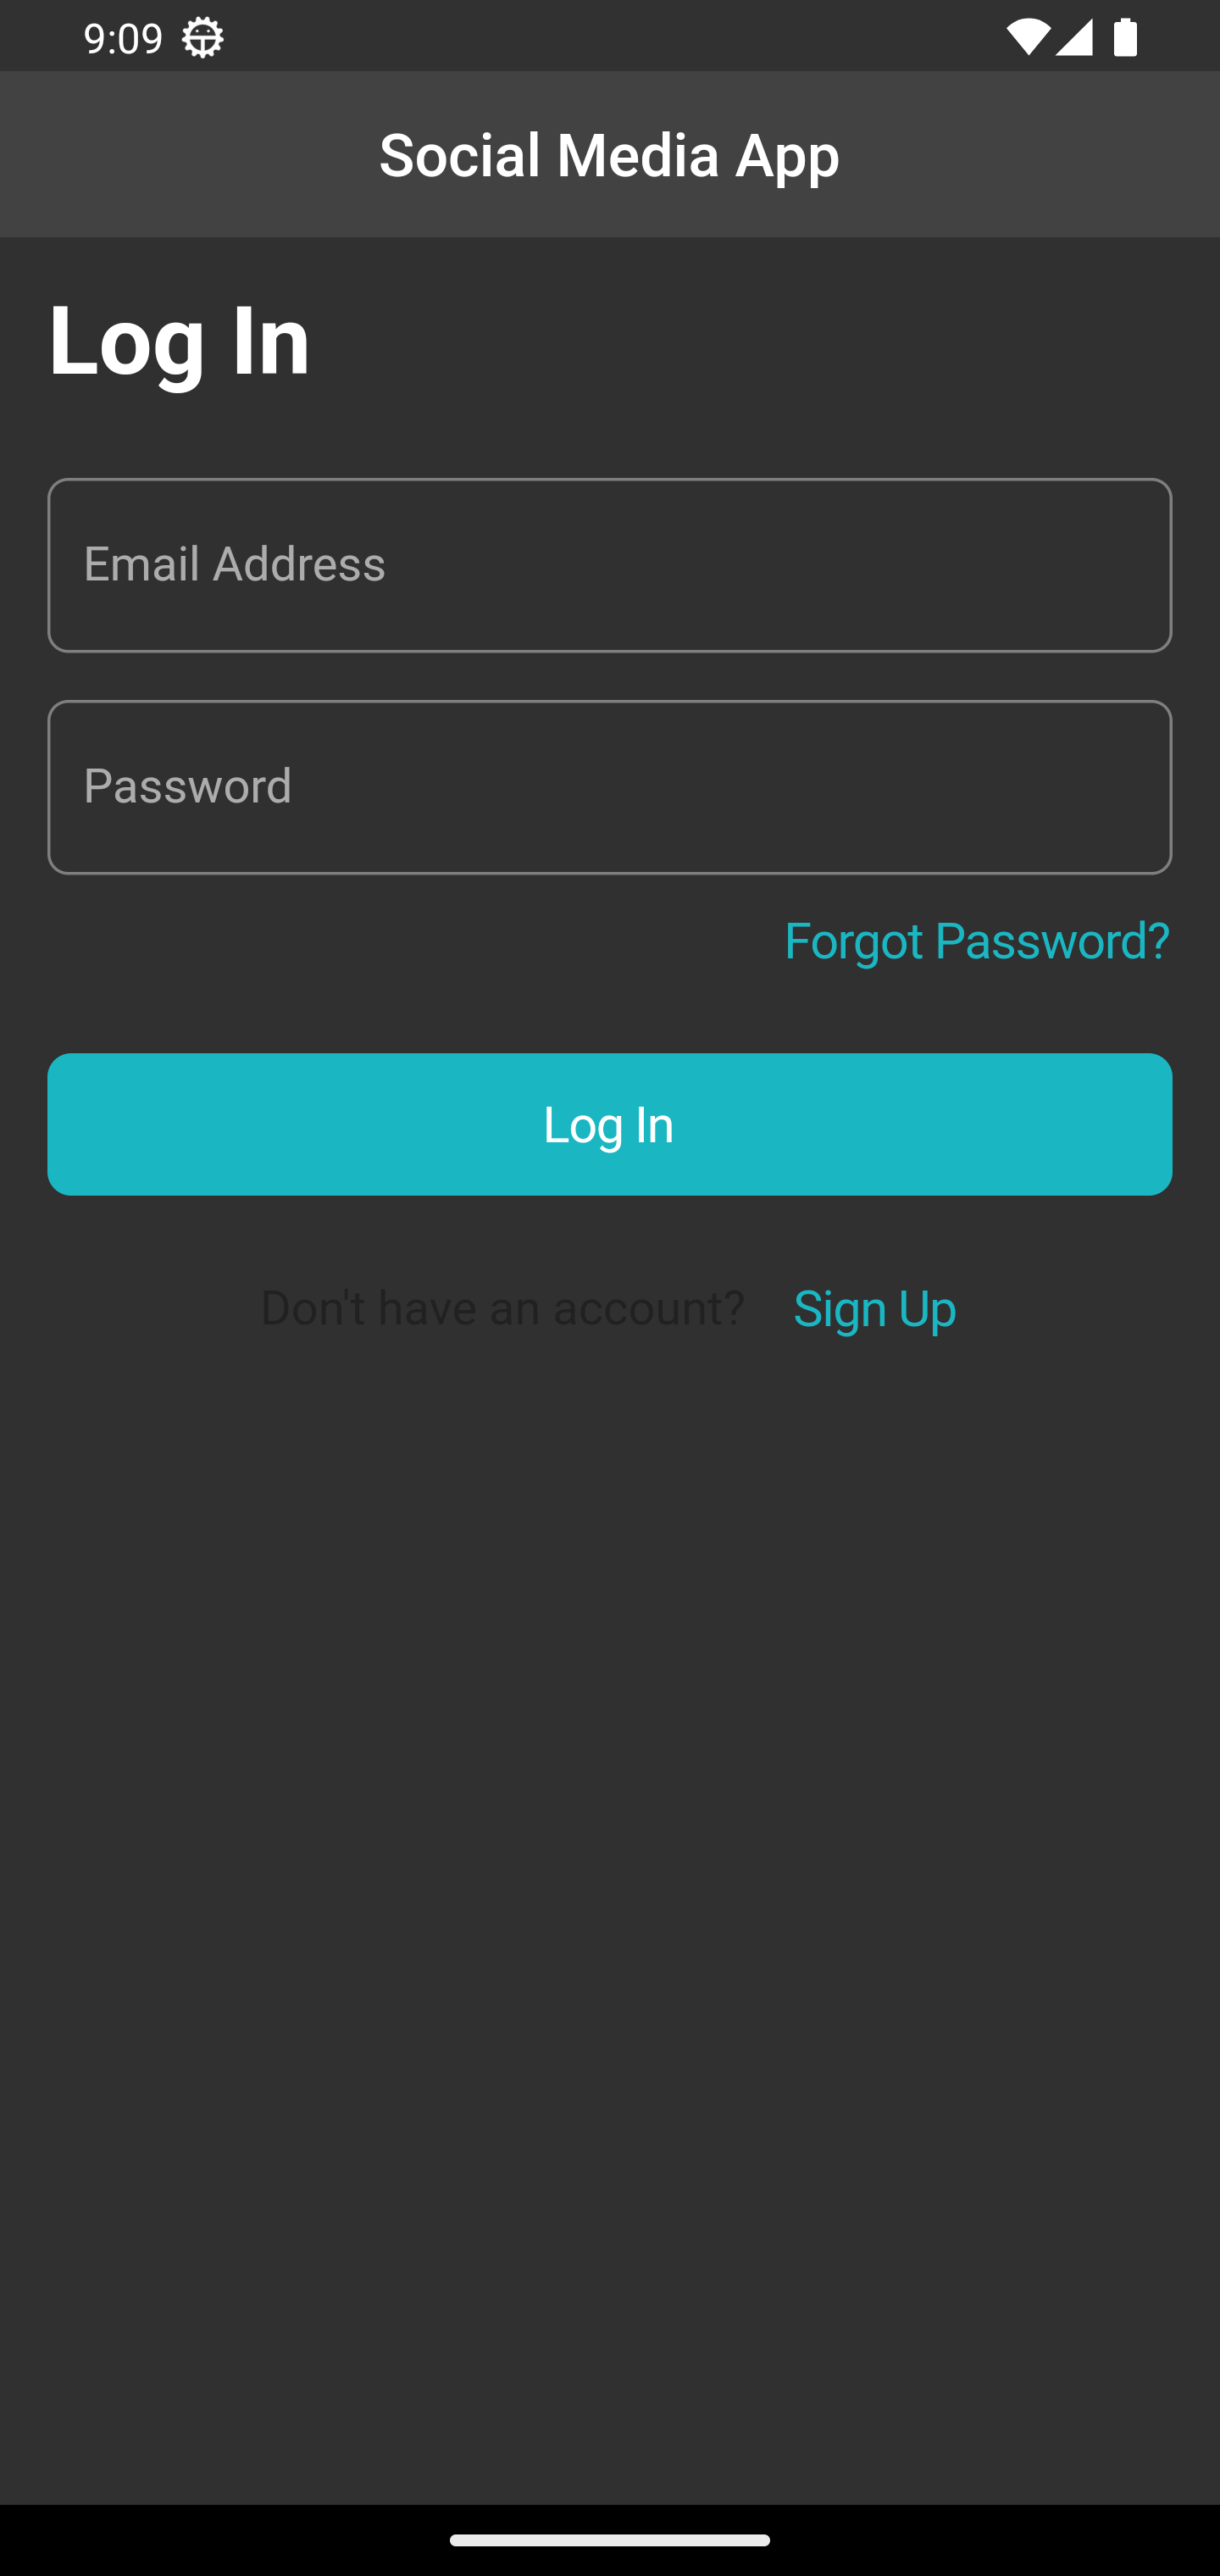 9:09
Social Media App
Log In
Email Address
Password
Forgot Password?
Log In
Don't have an account? Sign Up